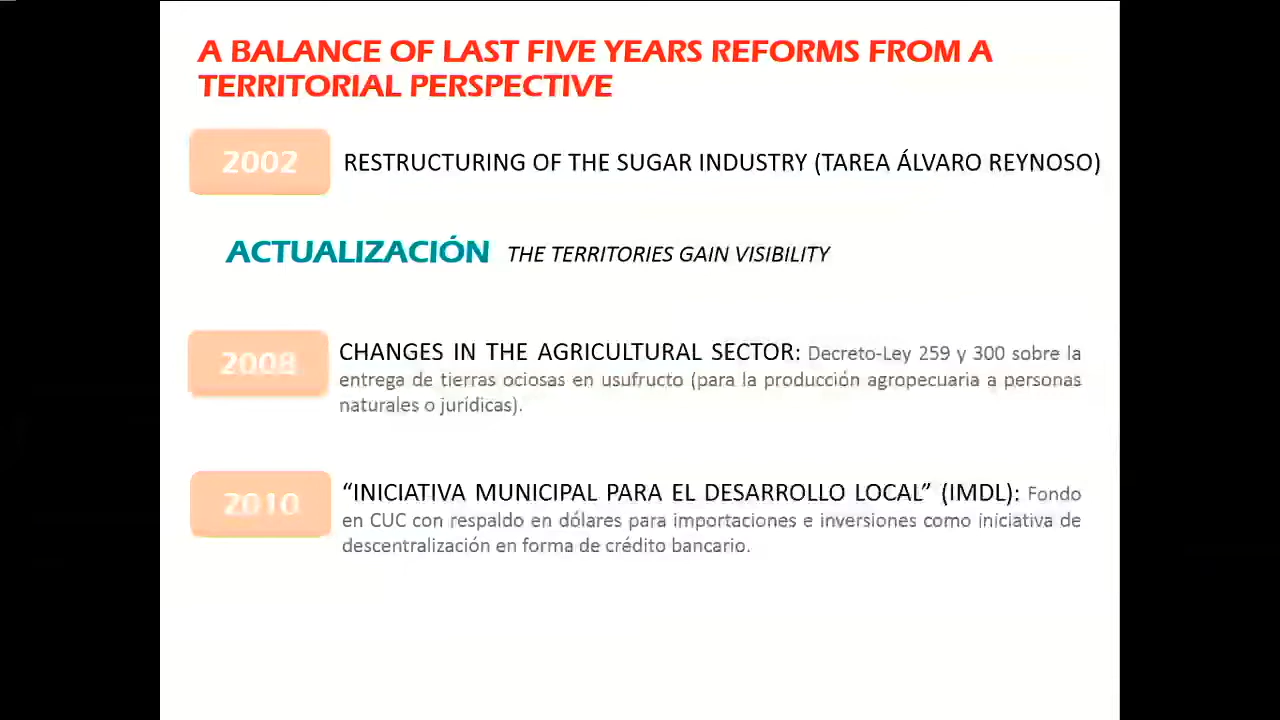 A BALANCE OF LAST FIVE YEARS REFORMS FROM A
TERRITORIAL PERSPECTIVE
2002
RESTRUCTURING OF THE SUGAR INDUSTRY (TAREA ÁLVARO REYNOSO)
ACTUALIZACIÓN THE TERRITORIES GAIN VISIBILITY
2008
CHANGES IN THE AGRICULTURAL SECTOR: Decreto-Ley 259 y 300 sobre la
entrega de tierras ociosas en usufructo (para la producción agropecuaria a personas
naturales o jurídicas).
2010
“INICIATIVA MUNICIPAL PARA EL DESARROLLO LOCAL” (IMDL): Fondo
en CUC con respaldo en dólares para importaciones e inversiones como iniciativa de
descentralización en forma de crédito bancario.